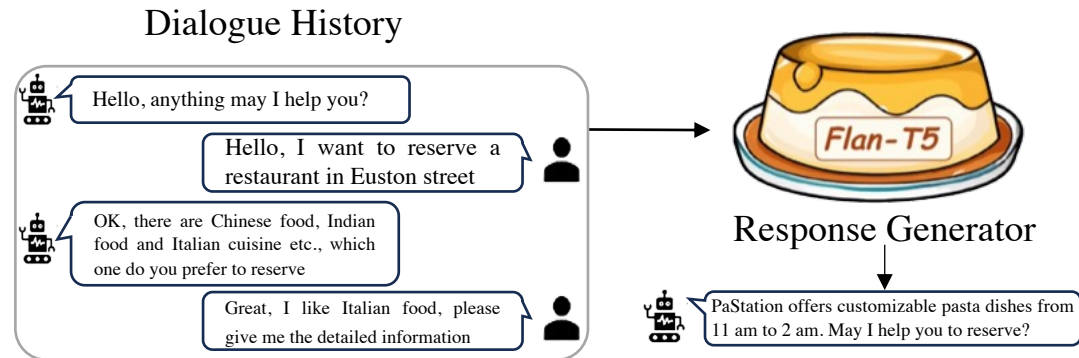 Dialogue History
Hello, anything may I help you?
Hello, I want to reserve a
restaurant in Euston street
OK, there are Chinese food, Indian
food and Italian cuisine etc., which
one do you prefer to reserve
Great, I like Italian food, please
give me the detailed information
Flan-T5
Response Generator
PaStation offers customizable pasta dishes from
11 am to 2 am. May I help you to reserve?